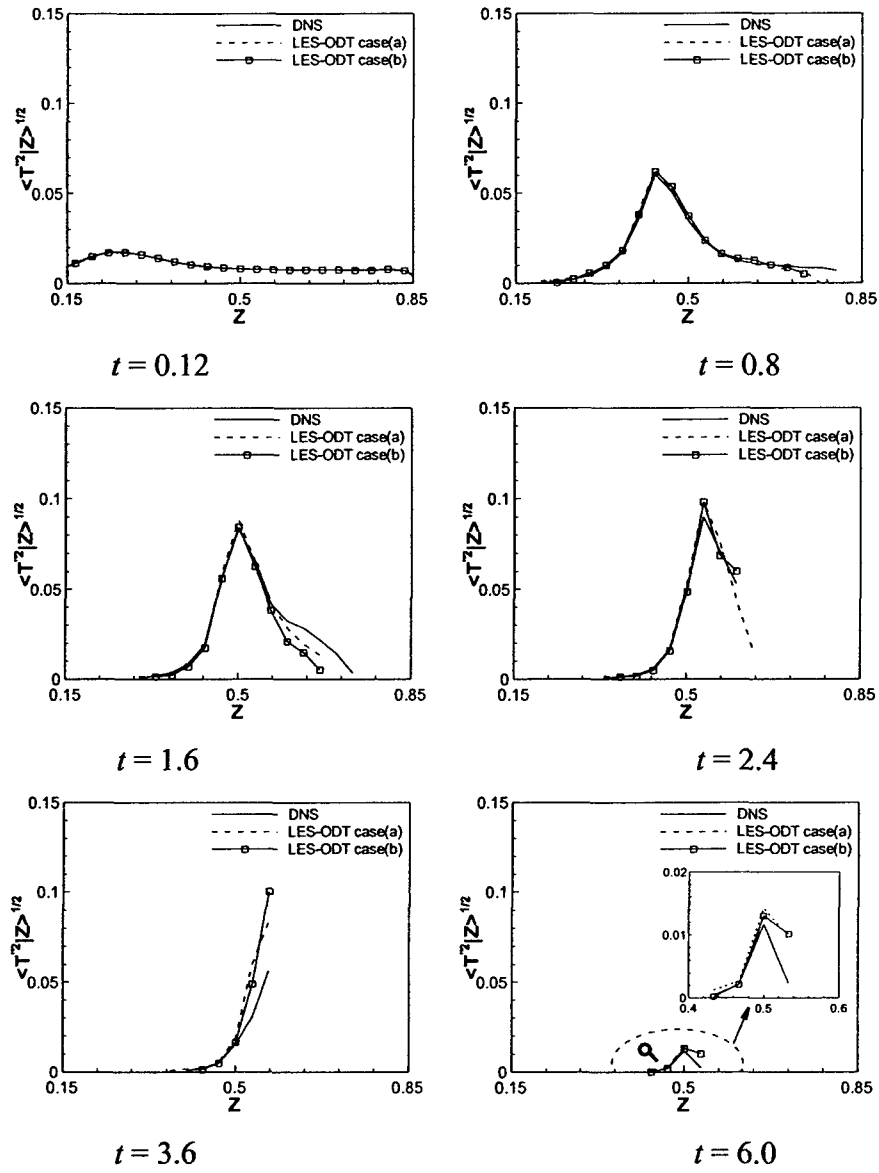 0.15
0.1
0.05
0
<T"²|Z>^1/2
DNS
LES-ODT case(a)
LES-ODT case(b)
0.15
0.5
0.85
Z
t = 0.12
0.15
0.1
0.05
0
<T"²|Z>^1/2
DNS
LES-ODT case(a)
LES-ODT case(b)
0.15
0.5
0.85
Z
t = 0.8
0.15
0.1
0.05
0
<T"²|Z>^1/2
DNS
LES-ODT case(a)
LES-ODT case(b)
0.15
0.5
0.85
Z
t = 1.6
0.15
0.1
0.05
0
<T"²|Z>^1/2
DNS
LES-ODT case(a)
LES-ODT case(b)
0.15
0.5
0.85
Z
t = 2.4
0.15
0.1
0.05
0
<T"²|Z>^1/2
DNS
LES-ODT case(a)
LES-ODT case(b)
0.15
0.5
0.85
Z
t = 3.6
0.15
0.1
0.05
0
<T"²|Z>^1/2
DNS
LES-ODT case(a)
LES-ODT case(b)
0.02
0.01
0
0.4
0.5
0.6
0.15
0.5
0.85
Z
t = 6.0